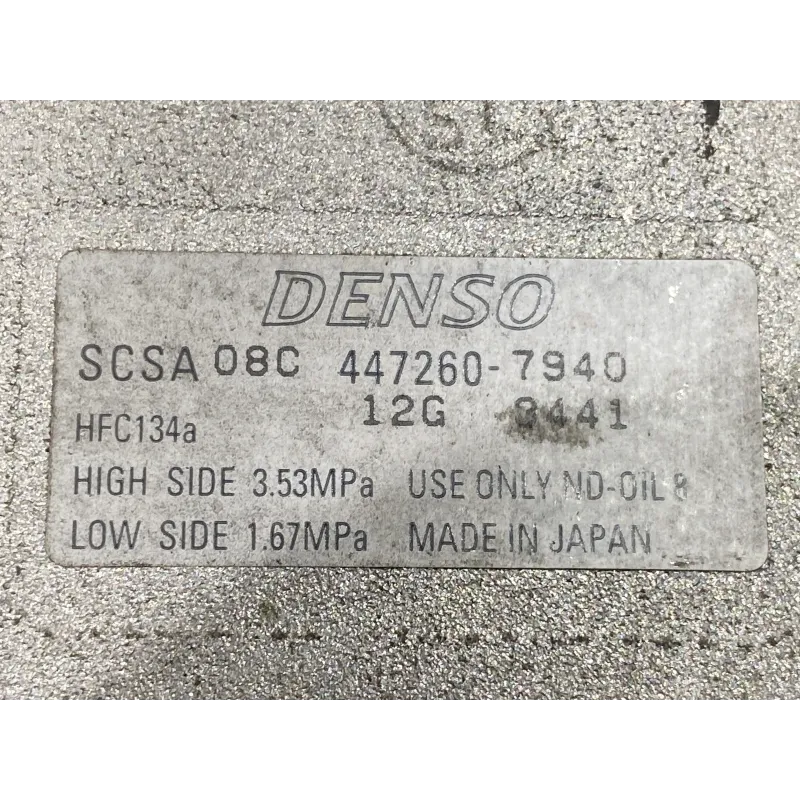 DENSO
SCSA 08C 447260-7940
HFC134a 12G
HIGH SIDE 3.53MPa USE ONLY ND-OIL 8
LOW SIDE 1.67MPa MADE IN JAPAN